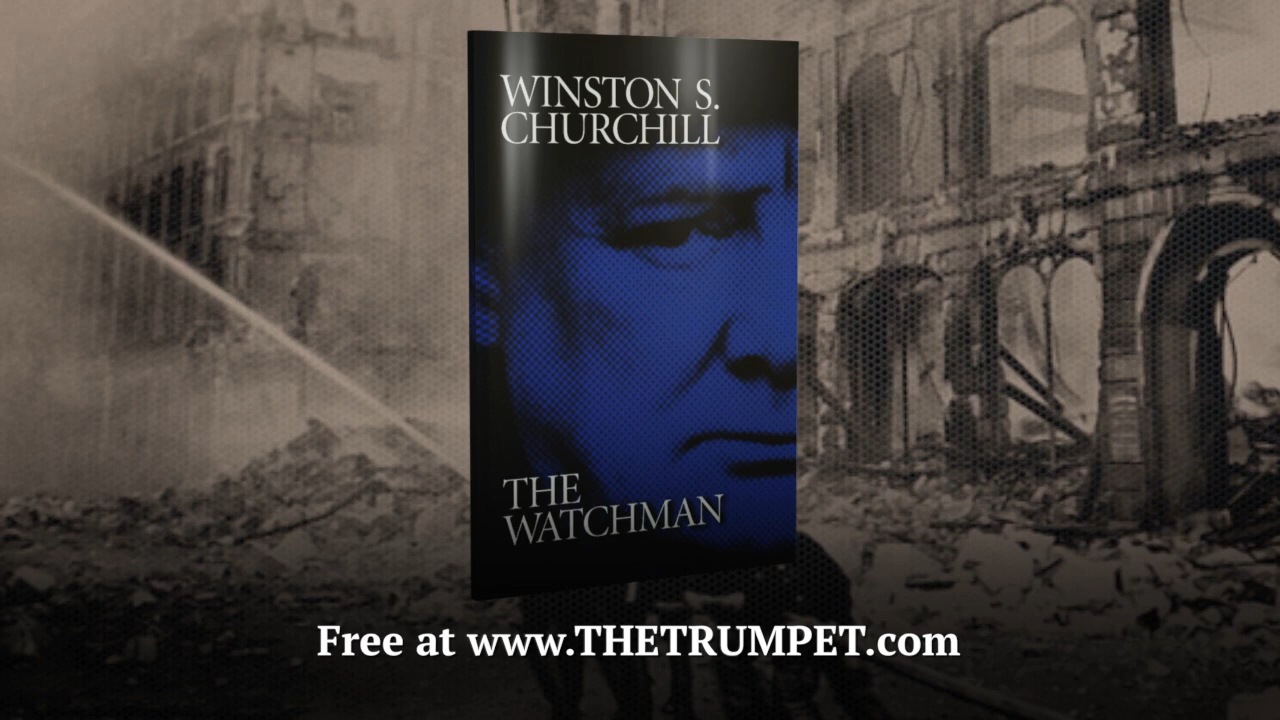 WINSTON S.
CHURCHILL
THE
WATCHMAN
Free at www.THETRUMPET.com